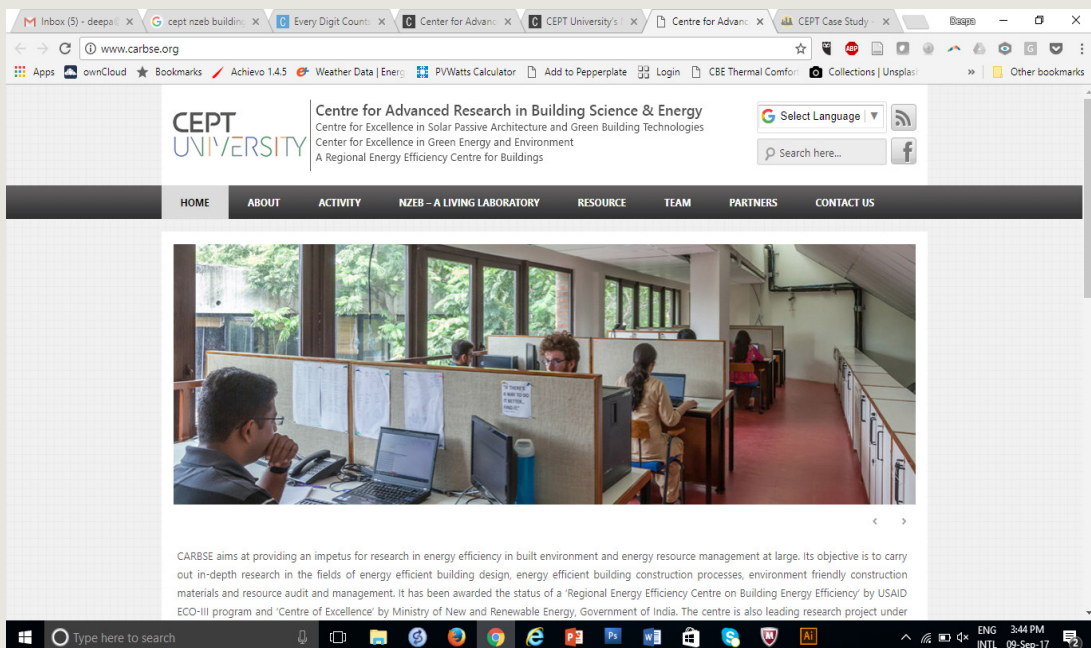 Inbox (5) - deepa@
cept nzeb building
Every Digit Counts
Center for Advanc
CEPT University's
Centre for Advanc
CEPT Case Study -
Deepa
www.carbse.org
Apps
ownCloud
Bookmarks
Achievo 1.4.5
Weather Data | Energ
PVWatts Calculator
Add to Pepperplate
Login
CBE Thermal Comfor
Collections | Unsplas
»
Other bookmarks
CEPT
UNIVERSITY
Centre for Advanced Research in Building Science & Energy
Centre for Excellence in Solar Passive Architecture and Green Building Technologies
Center for Excellence in Green Energy and Environment
A Regional Energy Efficiency Centre for Buildings
Select Language
Search here...
HOME ABOUT ACTIVITY NZEB – A LIVING LABORATORY RESOURCE TEAM PARTNERS CONTACT US
"IF THERE'S
A WAY TO DO
IT BETTER...
FIND IT"
CARBSE aims at providing an impetus for research in energy efficiency in built environment and energy resource management at large. Its objective is to carry
out in-depth research in the fields of energy efficient building design, energy efficient building construction processes, environment friendly construction
materials and resource audit and management. It has been awarded the status of a 'Regional Energy Efficiency Centre on Building Energy Efficiency' by USAID
ECO-III program and 'Centre of Excellence' by Ministry of New and Renewable Energy, Government of India. The centre is also leading research project under
Type here to search
ENG 3:44 PM
INTL 09-Sep-17